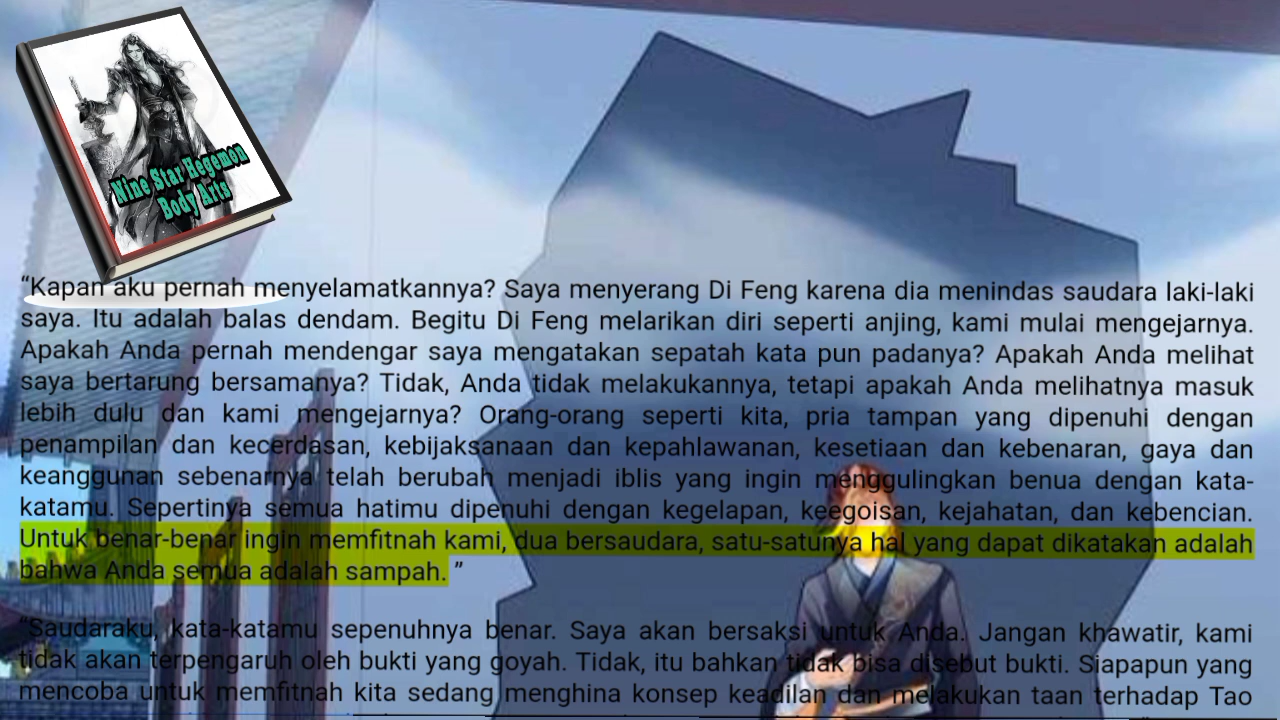 Nine Star Hegemon
Body Arts
“Kapan aku pernah menyelamatkannya? Saya menyerang Di Feng karena dia menindas saudara laki-laki
saya. Itu adalah balas dendam. Begitu Di Feng melarikan diri seperti anjing, kami mulai mengejarnya.
Apakah Anda pernah mendengar saya mengatakan sepatah kata pun padanya? Apakah Anda melihat
saya bertarung bersamanya? Tidak, Anda tidak melakukannya, tetapi apakah Anda melihatnya masuk
lebih dulu dan kami mengejarnya? Orang-orang seperti kita, pria tampan yang dipenuhi dengan
penampilan dan kecerdasan, kebijaksanaan dan kepahlawanan, kesetiaan dan kebenaran, gaya dan
keanggunan sebenarnya telah berubah menjadi iblis yang ingin menggulingkan benua dengan kata-
katamu. Sepertinya semua hatimu dipenuhi dengan kegelapan, keegoisan, kejahatan, dan kebencian.
Untuk benar-benar ingin memfitnah kami, dua bersaudara, satu-satunya hal yang dapat dikatakan adalah
bahwa Anda semua adalah sampah. ”
“Saudaraku, kata-katamu sepenuhnya benar. Saya akan bersaksi untuk Anda. Jangan khawatir, kami
tidak akan terpengaruh oleh bukti yang goyah. Tidak, itu bahkan tidak bisa disebut bukti. Siapapun yang
mencoba untuk memfitnah kita sedang menghina konsep keadilan dan melakukan taan terhadap Tao